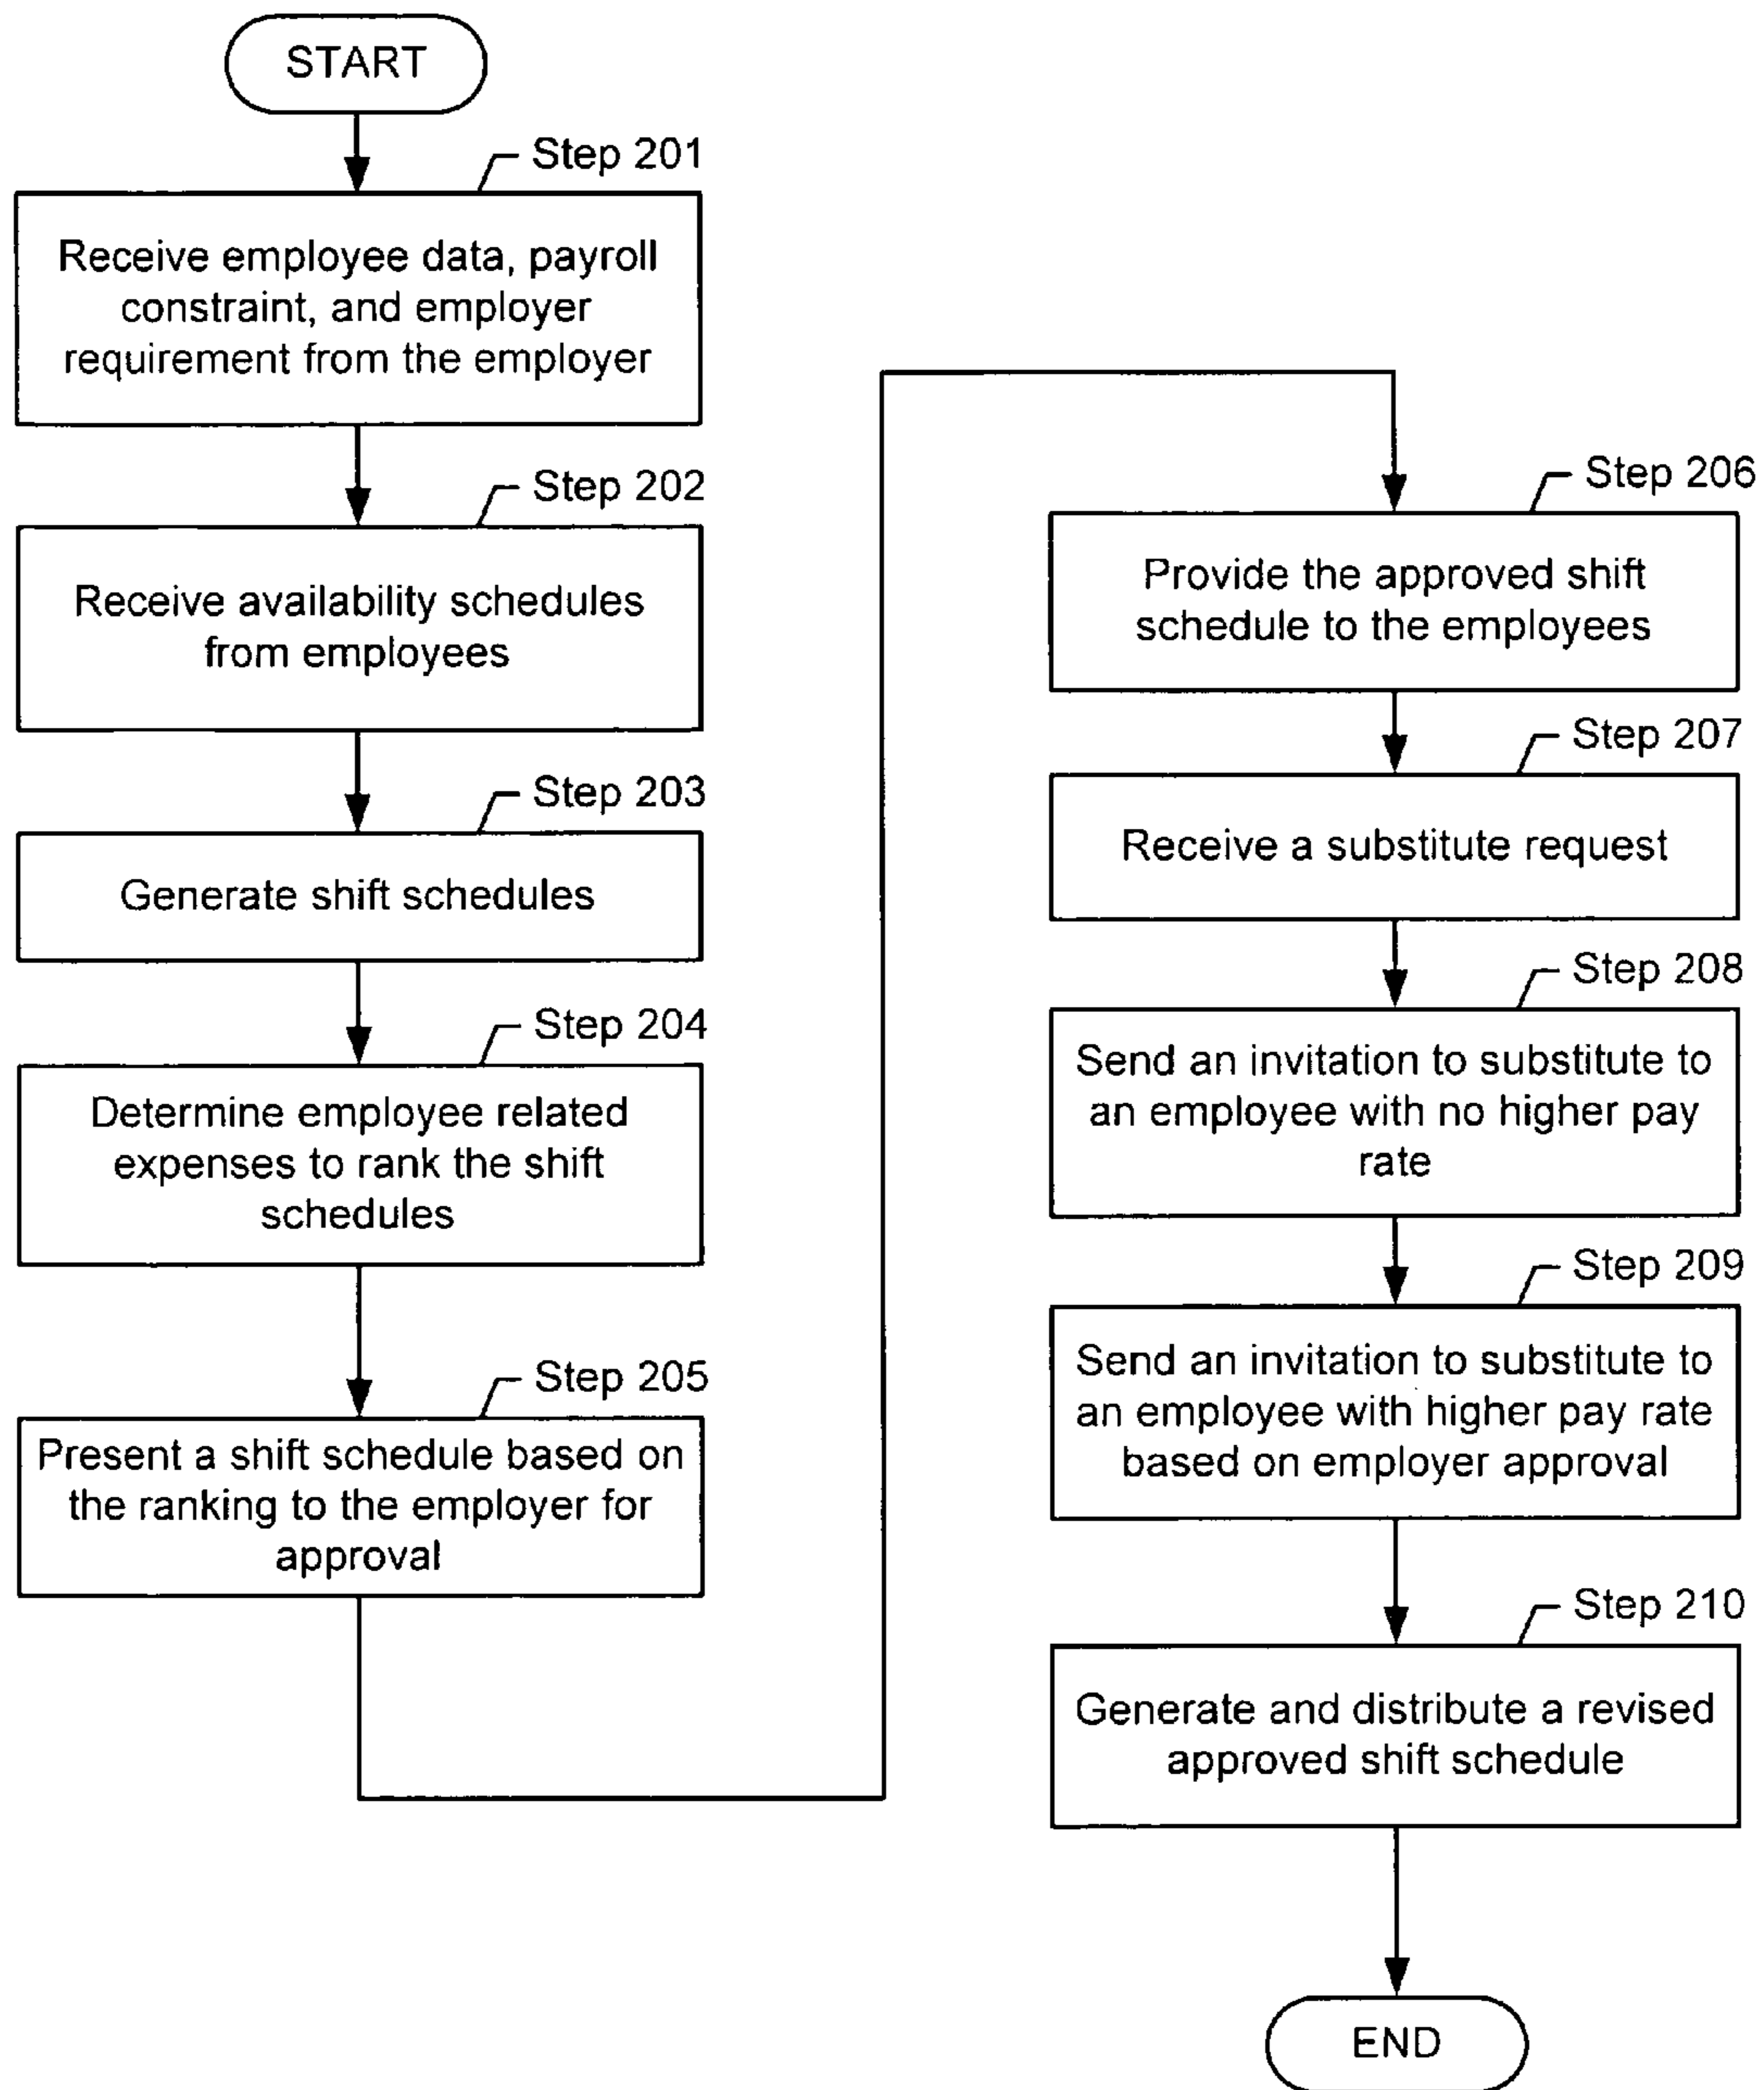 START
Step 201
Receive employee data, payroll
constraint, and employer
requirement from the employer
Step 202
Receive availability schedules
from employees
Step 203
Generate shift schedules
Step 204
Determine employee related
expenses to rank the shift
schedules
Step 205
Present a shift schedule based on
the ranking to the employer for
approval
Step 206
Provide the approved shift
schedule to the employees
Step 207
Receive a substitute request
Step 208
Send an invitation to substitute to
an employee with no higher pay
rate
Step 209
Send an invitation to substitute to
an employee with higher pay rate
based on employer approval
Step 210
Generate and distribute a revised
approved shift schedule
END